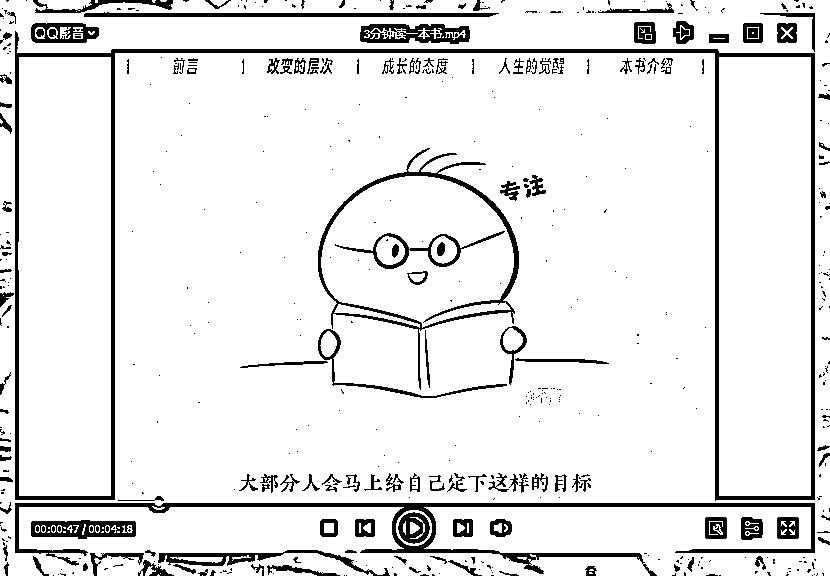 QQ影音
3分钟读一本书.mp4
前言 | 改变的层次 | 成长的态度 | 人生的觉醒 | 本书介绍
专注
大部分人会马上给自己定下这样的目标
00:00:47 / 00:04:18